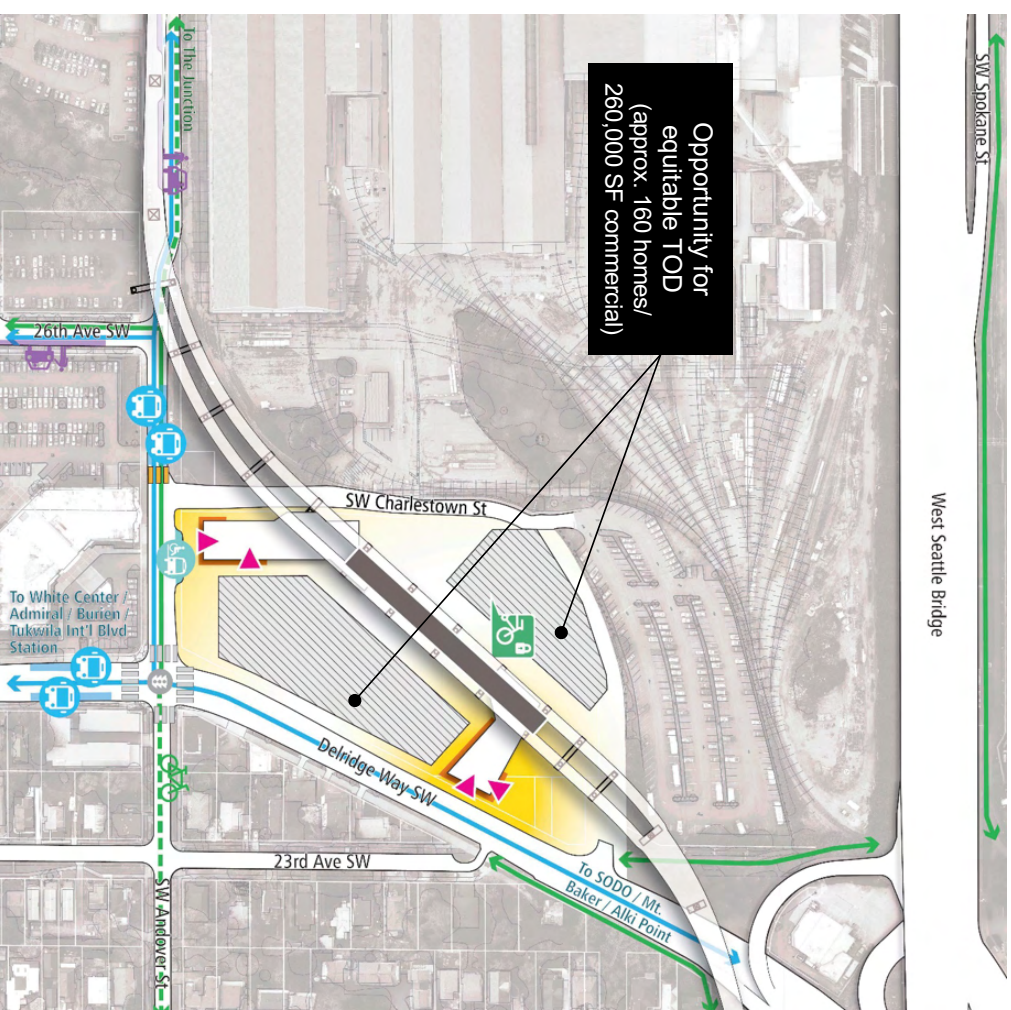 To The Junction
SW Spokane St
Opportunity for
equitable TOD
(approx. 160 homes/
260,000 SF commercial)
26th Ave SW
SW Charlestown St
West Seattle Bridge
To White Center /
Admiral / Burien /
Tukwila Int'l Blvd
Station
Delridge Way SW
23rd Ave SW
To SODO / Mt.
Baker / Alki Point
SW Andover St